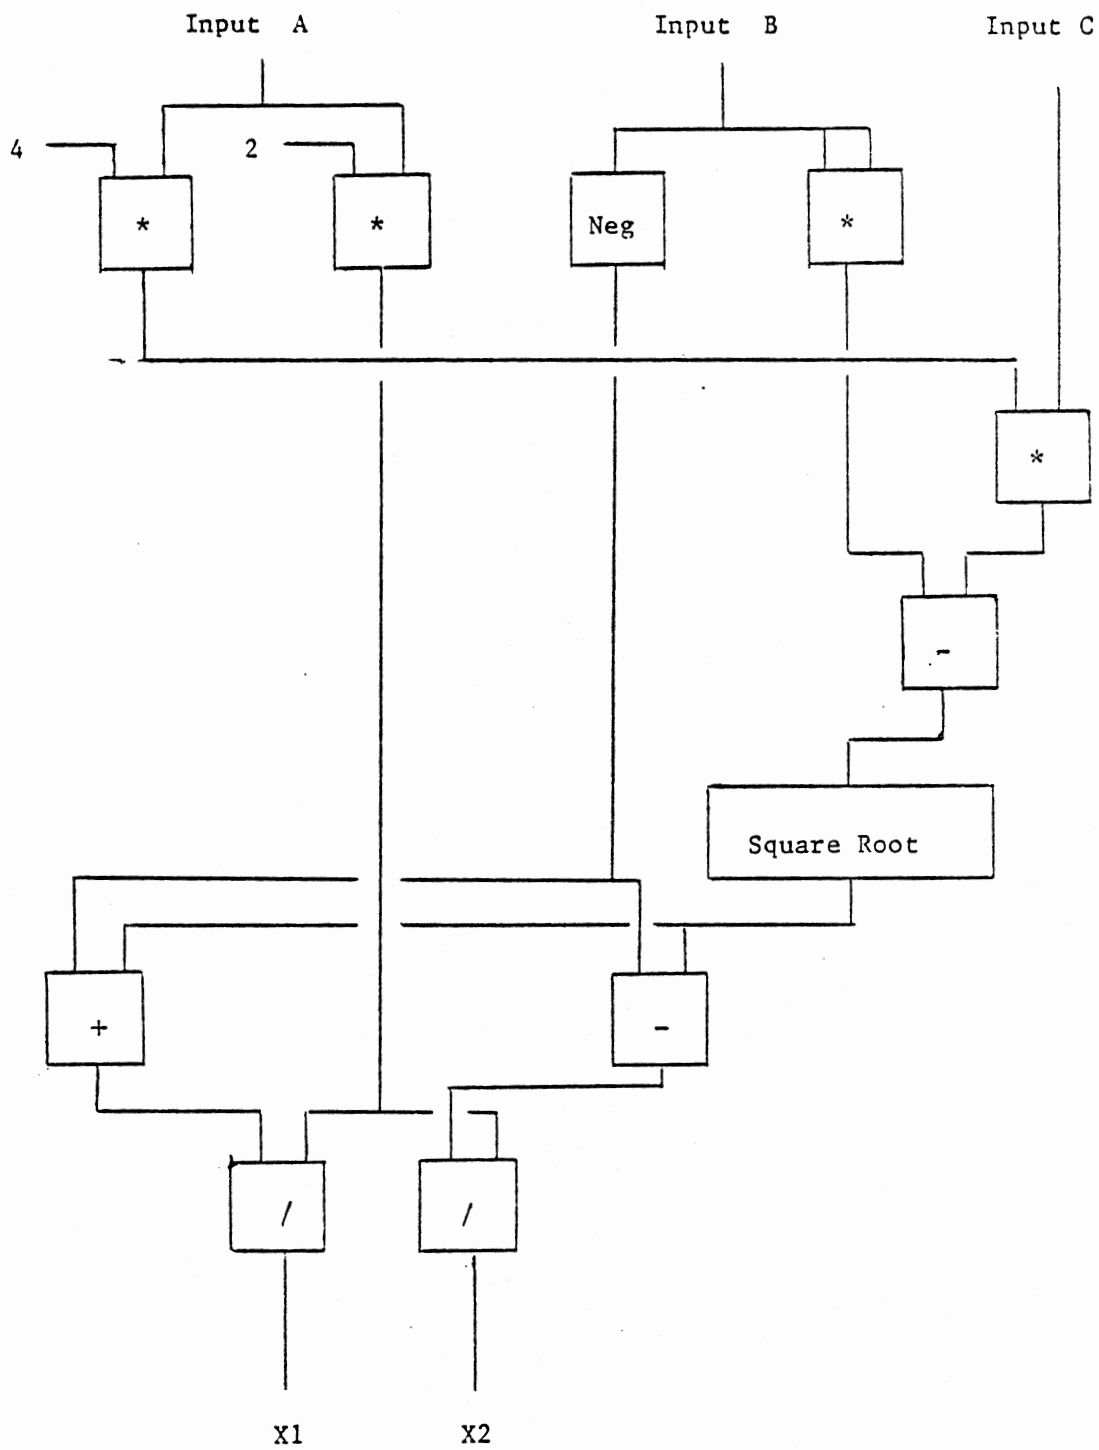 Input A Input B Input C
4 2
* * Neg *
*
-
Square Root
+ -
/ /
X1 X2